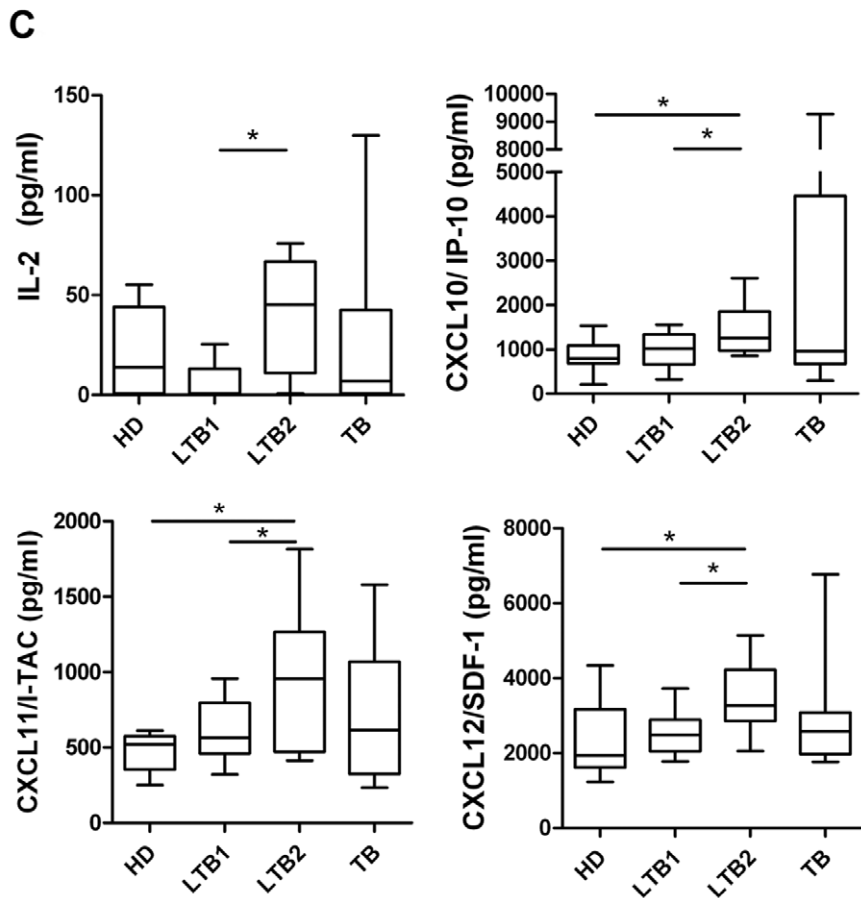 C
IL-2 (pg/ml)
150
100
50
0
*
HD
LTB1
LTB2
TB
CXCL10/ IP-10 (pg/ml)
10000
9000
8000
5000
4000
3000
2000
1000
0
*
*
HD
LTB1
LTB2
TB
CXCL11/I-TAC (pg/ml)
2000
1500
1000
500
0
*
*
HD
LTB1
LTB2
TB
CXCL12/SDF-1 (pg/ml)
8000
6000
4000
2000
0
*
*
HD
LTB1
LTB2
TB